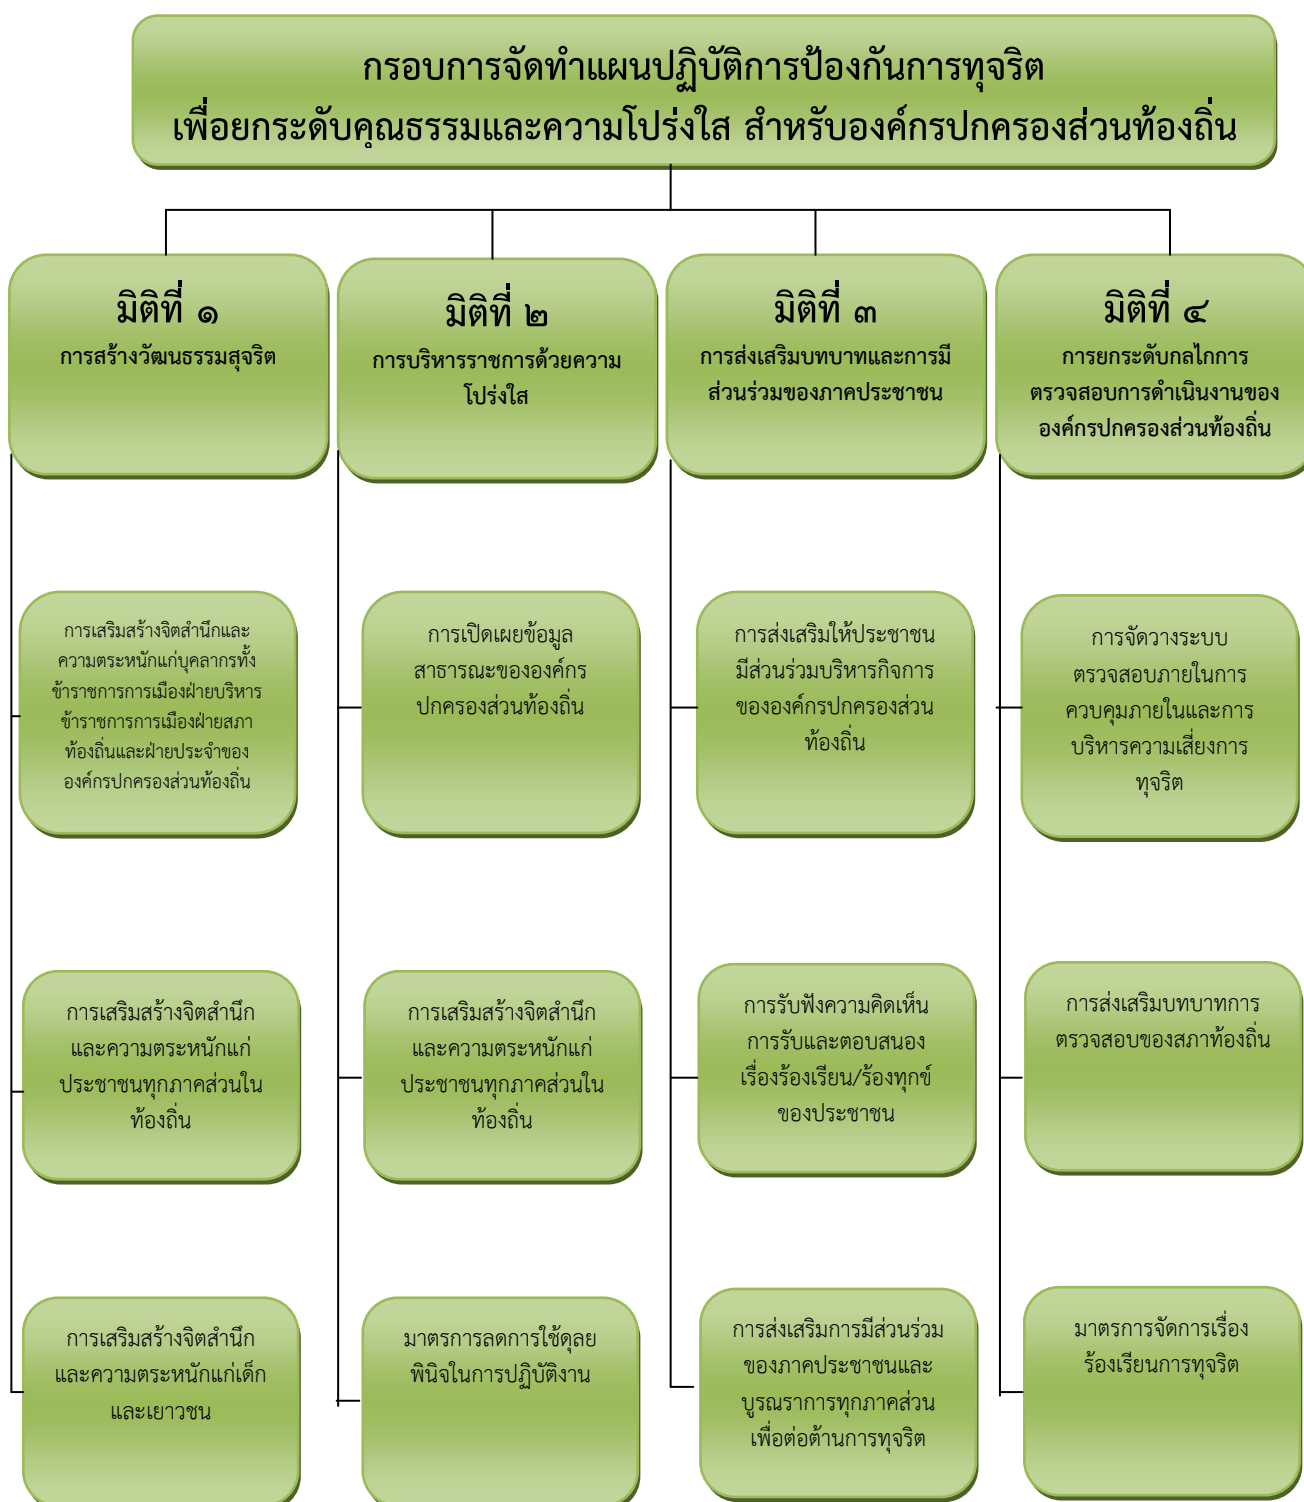 กรอบการจัดทำแผนปฏิบัติการป้องกันการทุจริต
เพื่อยกระดับคุณธรรมและความโปร่งใส สำหรับองค์กรปกครองส่วนท้องถิ่น
มิติที่ ๑
การสร้างวัฒนธรรมสุจริต
มิติที่ ๒
การบริหารราชการด้วยความ
โปร่งใส
มิติที่ ๓
การส่งเสริมบทบาทและการมี
ส่วนร่วมของภาคประชาชน
มิติที่ ๔
การยกระดับกลไกการ
ตรวจสอบการดำเนินงานของ
องค์กรปกครองส่วนท้องถิ่น
การเสริมสร้างจิตสำนึกและ
ความตระหนักแก่บุคลากรทั้ง
ข้าราชการการเมืองฝ่ายบริหาร
ข้าราชการการเมืองฝ่ายสภา
ท้องถิ่นและฝ่ายประจำของ
องค์กรปกครองส่วนท้องถิ่น
การเปิดเผยข้อมูล
สาธารณะขององค์กร
ปกครองส่วนท้องถิ่น
การส่งเสริมให้ประชาชน
มีส่วนร่วมบริหารกิจการ
ขององค์กรปกครองส่วน
ท้องถิ่น
การจัดวางระบบ
ตรวจสอบภายในการ
ควบคุมภายในและการ
บริหารความเสี่ยงการ
ทุจริต
การเสริมสร้างจิตสำนึก
และความตระหนักแก่
ประชาชนทุกภาคส่วนใน
ท้องถิ่น
การเสริมสร้างจิตสำนึก
และความตระหนักแก่
ประชาชนทุกภาคส่วนใน
ท้องถิ่น
การรับฟังความคิดเห็น
การรับและตอบสนอง
เรื่องร้องเรียน/ร้องทุกข์
ของประชาชน
การส่งเสริมบทบาทการ
ตรวจสอบของสภาท้องถิ่น
การเสริมสร้างจิตสำนึก
และความตระหนักแก่เด็ก
และเยาวชน
มาตรการลดการใช้ดุลย
พินิจในการปฏิบัติงาน
การส่งเสริมการมีส่วนร่วม
ของภาคประชาชนและ
บูรณราการทุกภาคส่วน
เพื่อต่อต้านการทุจริต
มาตรการจัดการเรื่อง
ร้องเรียนการทุจริต